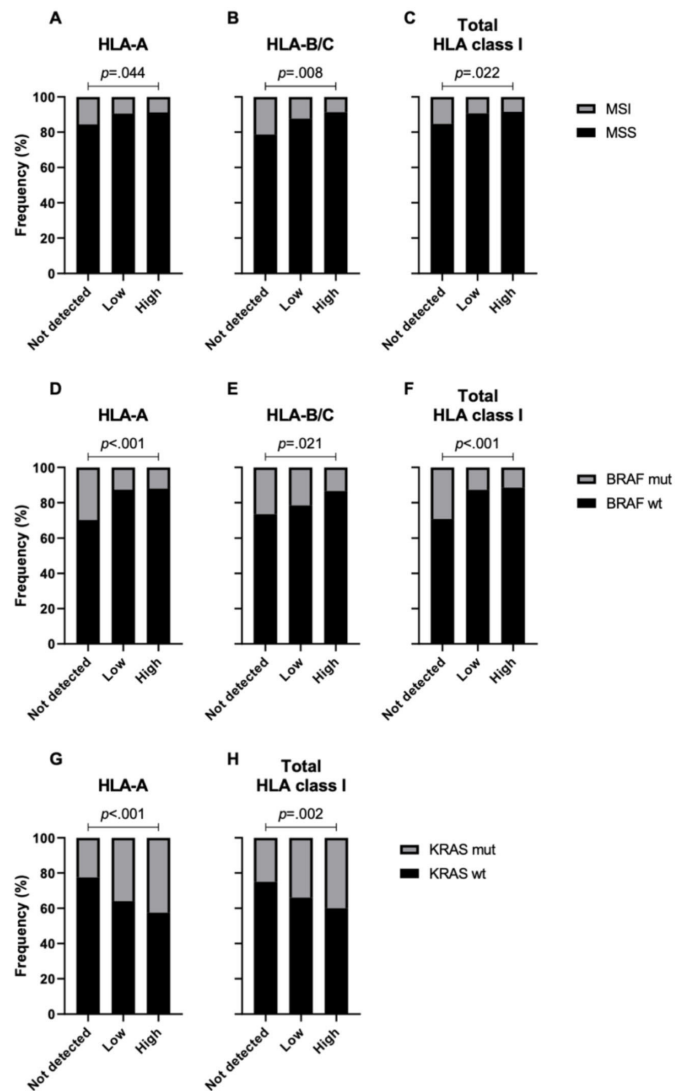 A
HLA-A
p=.044
B
HLA-B/C
p=.008
C
Total
HLA class I
p=.022
Frequency (%)
100
80
60
40
20
0
Not detected
Low
High
Not detected
Low
High
Not detected
Low
High
MSI
MSS
D
HLA-A
p<.001
E
HLA-B/C
p=.021
F
Total
HLA class I
p<.001
Frequency (%)
100
80
60
40
20
0
Not detected
Low
High
Not detected
Low
High
Not detected
Low
High
BRAF mut
BRAF wt
G
HLA-A
p<.001
H
Total
HLA class I
p=.002
Frequency (%)
100
80
60
40
20
0
Not detected
Low
High
Not detected
Low
High
KRAS mut
KRAS wt